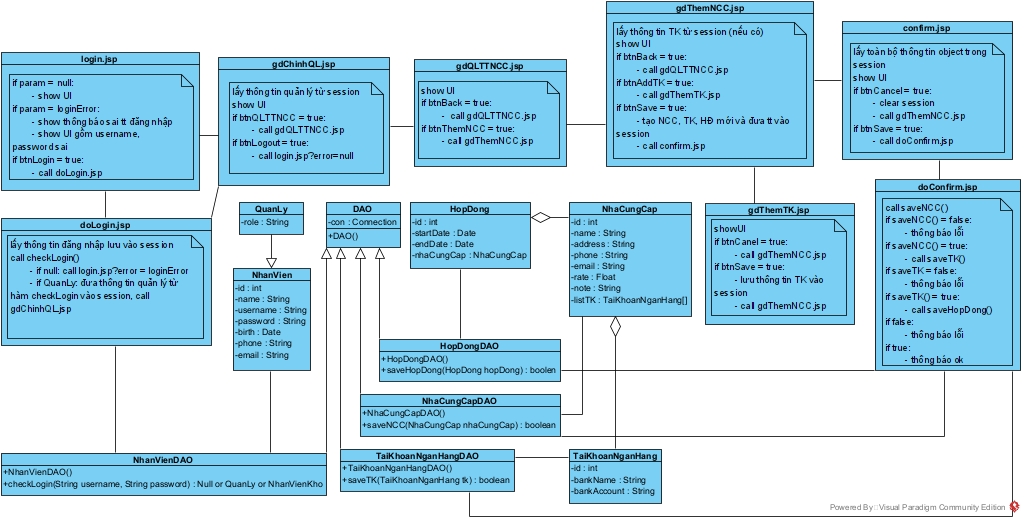 login.jsp
if param = null:
- show UI
if param = loginError:
- show thông báo sai tt đăng nhập
- show UI gồm username,
password sai
if btnLogin = true:
- call doLogin.jsp
gdChinhQL.jsp
lấy thông tin quản lý từ session
show UI
if btnQLTTNCC = true:
- call gdQLTTNCC.jsp
if btnLogout = true:
- call login.jsp?error=null
gdQLTTNCC.jsp
show UI
if btnBack = true:
- call gdQLTTNCC.jsp
if btnThemNCC = true:
- call gdThemNCC.jsp
gdThemNCC.jsp
lấy thông tin TK từ session (nếu có)
show UI
if btnBack = true:
- call gdQLTTNCC.jsp
if btnAddTK = true:
- call gdThemTK.jsp
if btnSave = true:
- tạo NCC, TK, HĐ mới và đưa tt vào
session
- call confirm.jsp
confirm.jsp
lấy toàn bộ thông tin object trong
session
show UI
if btnCancel = true:
- clear session
- call gdThemNCC.jsp
if btnSave = true:
- call doConfirm.jsp
doLogin.jsp
lấy thông tin đăng nhập lưu vào session
call checkLogin()
- if null: call login.jsp?error = loginError
- if QuanLy: đưa thông tin quản lý từ
hàm checkLogin vào session, call
gdChinhQL.jsp
QuanLy
-role : String
NhanVien
-id : int
-name : String
-username : String
-password : String
-birth : Date
-phone : String
-email : String
DAO
-con : Connection
+DAO()
HopDong
-id : int
-startDate : Date
-endDate : Date
-nhaCungCap : NhaCungCap
NhaCungCap
-id : int
-name : String
-address : String
-phone : String
-email : String
-rate : Float
-note : String
-listTK : TaiKhoanNganHang[]
gdThemTK.jsp
showUI
if btnCanel = true:
- call gdThemNCC.jsp
if btnSave = true:
- lưu thông tin TK vào
session
- call gdThemNCC.jsp
doConfirm.jsp
call saveNCC()
if saveNCC() = false:
- thông báo lỗi
if saveNCC() = true:
- call saveTK()
if saveTK = false:
- thông báo lỗi
if saveTK() = true:
- call saveHopDong()
if false:
- thông báo lỗi
if true:
- thông báo ok
HopDongDAO
+HopDongDAO()
+saveHopDong(HopDong hopDong) : boolen
NhaCungCapDAO
+NhaCungCapDAO()
+saveNCC(NhaCungCap nhaCungCap) : boolean
NhanVienDAO
+NhanVienDAO()
+checkLogin(String username, String password) : Null or QuanLy or NhanVienKho
TaiKhoanNganHangDAO
+TaiKhoanNganHangDAO()
+saveTK(TaiKhoanNganHang tk) : boolean
TaiKhoanNganHang
-id : int
-bankName : String
-bankAccount : String
Powered By Visual Paradigm Community Edition